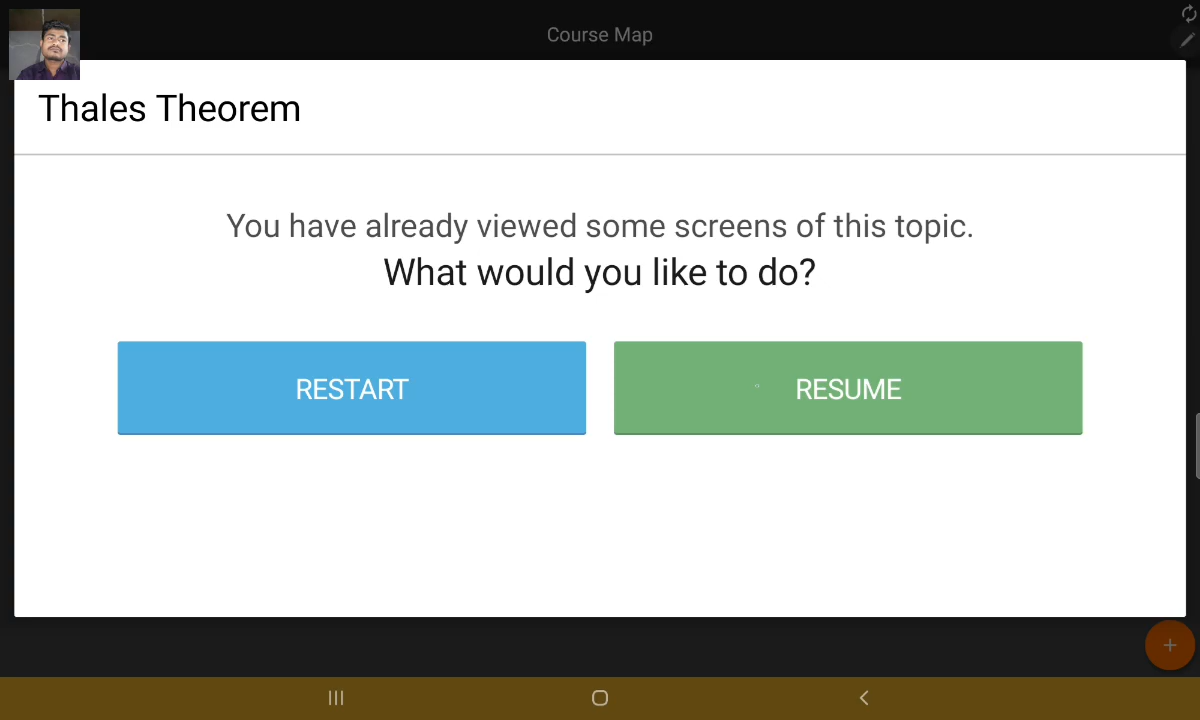 Course Map
Thales Theorem
You have already viewed some screens of this topic.
What would you like to do?
RESTART
RESUME
+